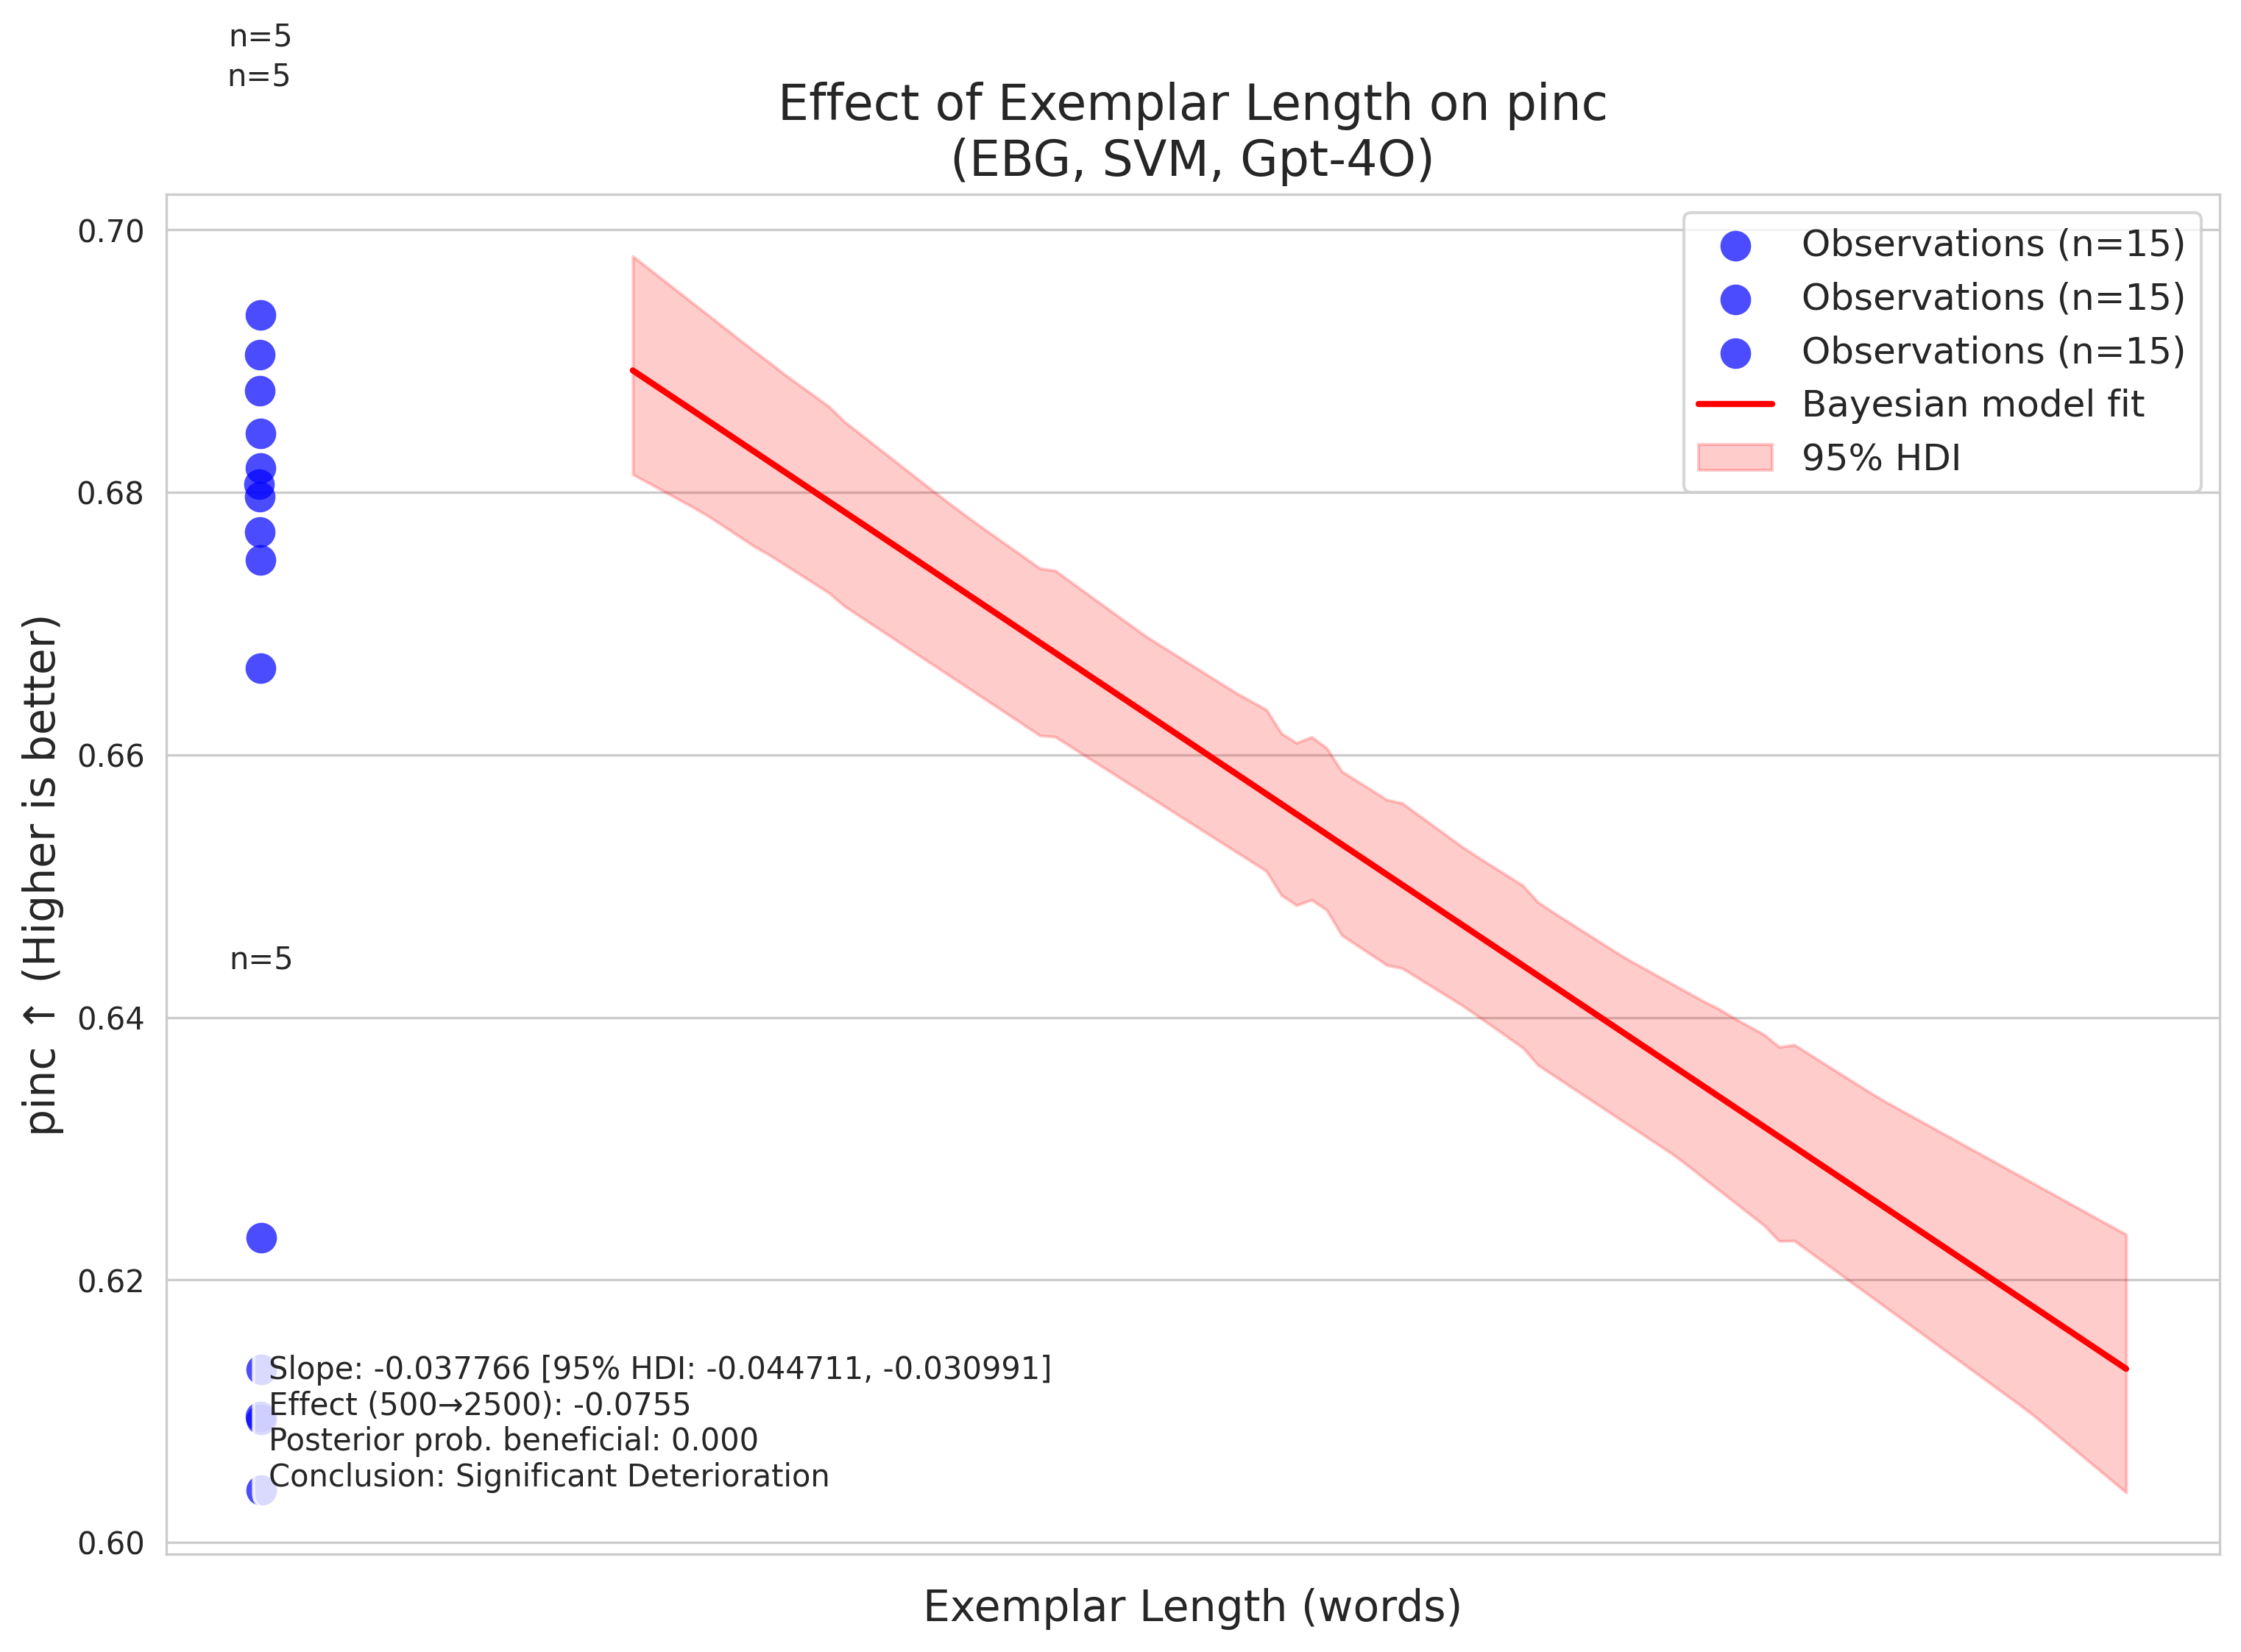 n=5
n=5
Effect of Exemplar Length on pinc
(EBG, SVM, Gpt-4O)
0.70
0.68
0.66
0.64
0.62
0.60
pinc ↑ (Higher is better)
Observations (n=15)
Observations (n=15)
Observations (n=15)
Bayesian model fit
95% HDI
n=5
Slope: -0.037766 [95% HDI: -0.044711, -0.030991]
Effect (500→2500): -0.0755
Posterior prob. beneficial: 0.000
Conclusion: Significant Deterioration
Exemplar Length (words)